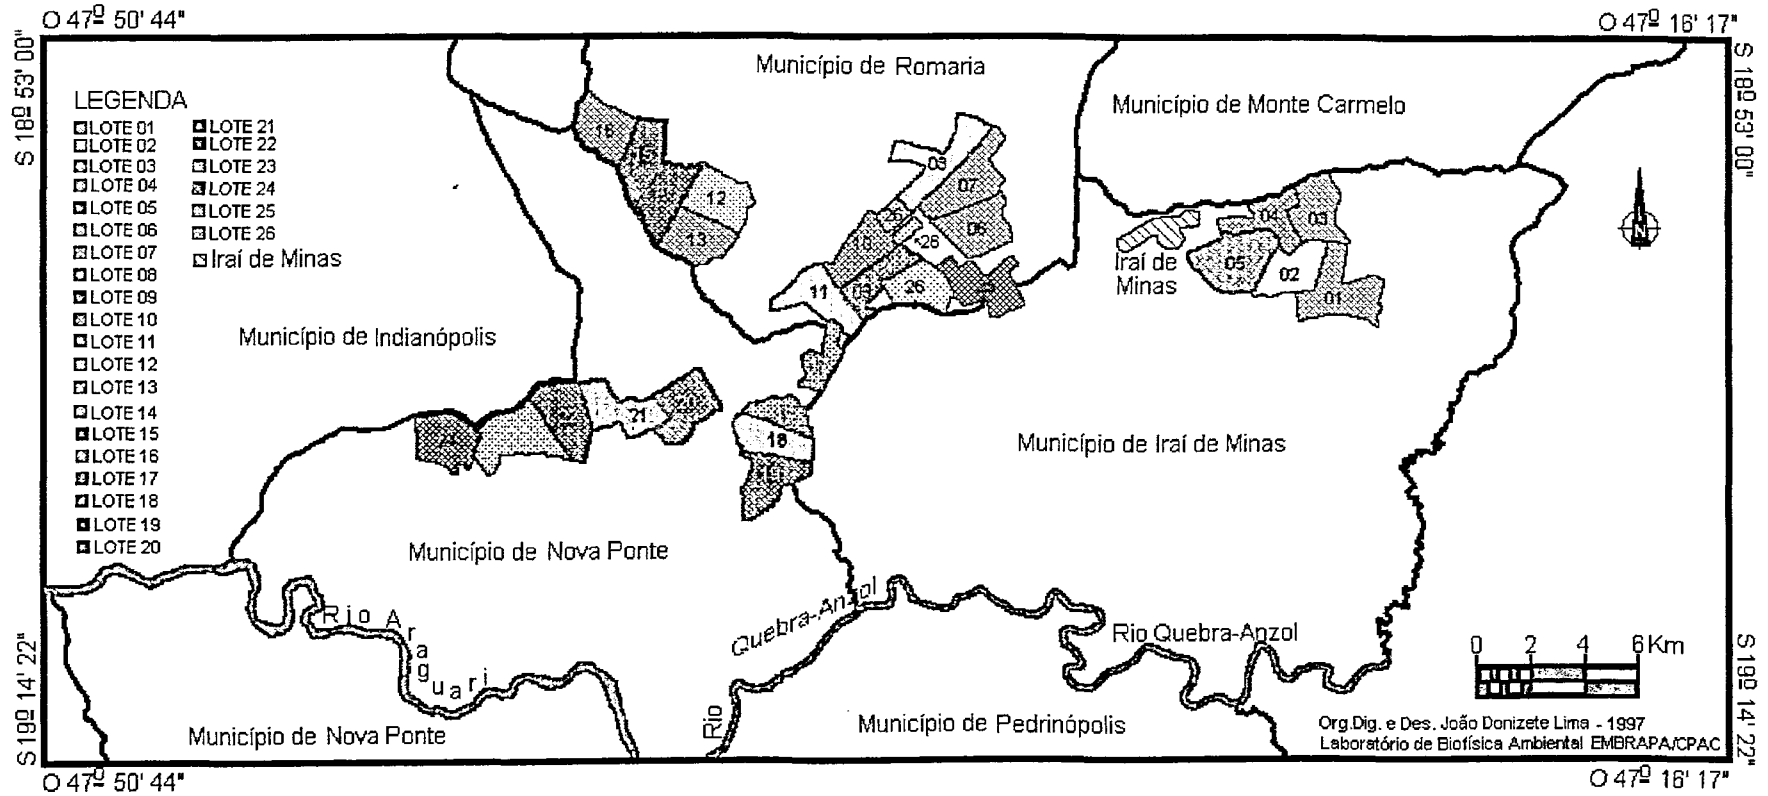 O 47º 50' 44"
O 47º 16' 17"
S 18º 53' 00"
S 18º 53' 00"
Município de Romaria
Município de Monte Carmelo
LEGENDA
LOTE 01
LOTE 02
LOTE 03
LOTE 04
LOTE 05
LOTE 06
LOTE 07
LOTE 08
LOTE 09
LOTE 10
LOTE 11
LOTE 12
LOTE 13
LOTE 14
LOTE 15
LOTE 16
LOTE 17
LOTE 18
LOTE 19
LOTE 20
LOTE 21
LOTE 22
LOTE 23
LOTE 24
LOTE 25
LOTE 26
Iraí de Minas
16
12
13
03
07
06
26
10
26
11
09
26
04
03
05
02
01
Iraí de
Minas
N
Município de Indianópolis
21
18
Município de Iraí de Minas
Município de Nova Ponte
Rio Araguari
Rio Quebra-Anzol
Rio Quebra-Anzol
0 2 4 6 Km
Município de Nova Ponte
Município de Pedrinópolis
Org.Dig. e Des. João Donizete Lima - 1997
Laboratório de Biofísica Ambiental EMBRAPA/CPAC
S 19º 14' 22"
S 19º 14' 22"
O 47º 50' 44"
O 47º 16' 17"